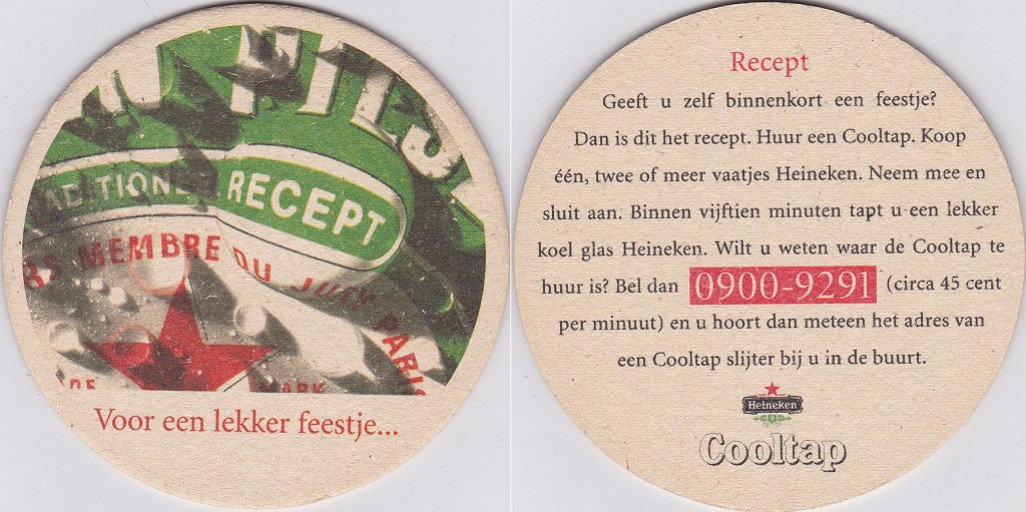 PILS
TRADITIONAL RECEPT
MEMBRE DU JURY PARIS
MARK
Voor een lekker feestje...
Recept
Geeft u zelf binnenkort een feestje?
Dan is dit het recept. Huur een Cooltap. Koop
één, twee of meer vaatjes Heineken. Neem mee en
sluit aan. Binnen vijftien minuten tapt u een lekker
koel glas Heineken. Wilt u weten waar de Cooltap te
huur is? Bel dan 0900-9291 (circa 45 cent
per minuut) en u hoort dan meteen het adres van
een Cooltap slijter bij u in de buurt.
Heineken
Cooltap